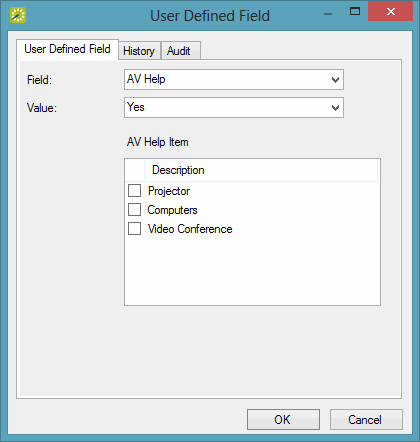 User Defined Field
User Defined Field History Audit
Field: AV Help
Value: Yes
AV Help Item
Description
Projector
Computers
Video Conference
OK Cancel